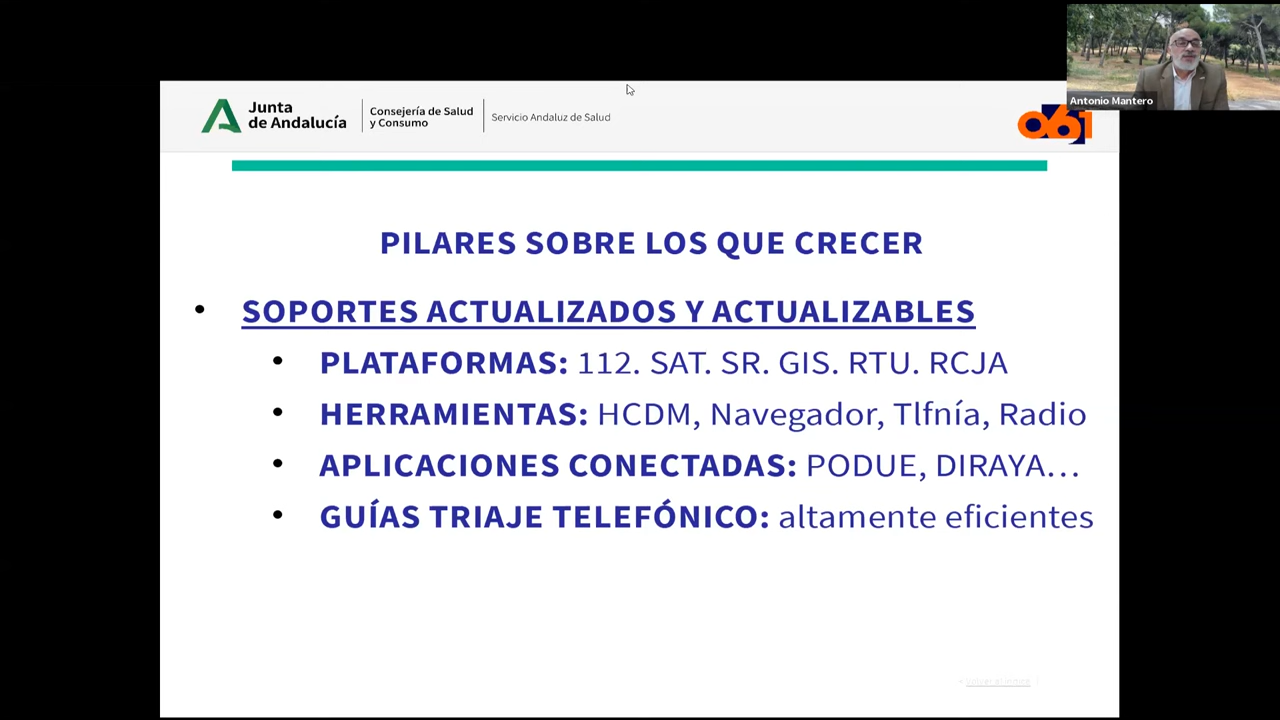 Junta
de Andalucía
Consejería de Salud
y Consumo
Servicio Andaluz de Salud
061
Antonio Mantero
PILARES SOBRE LOS QUE CRECER
• SOPORTES ACTUALIZADOS Y ACTUALIZABLES
• PLATAFORMAS: 112. SAT. SR. GIS. RTU. RCJA
• HERRAMIENTAS: HCDM, Navegador, Tlfnía, Radio
• APLICACIONES CONECTADAS: PODUE, DIRAYA...
• GUÍAS TRIAJE TELEFÓNICO: altamente eficientes